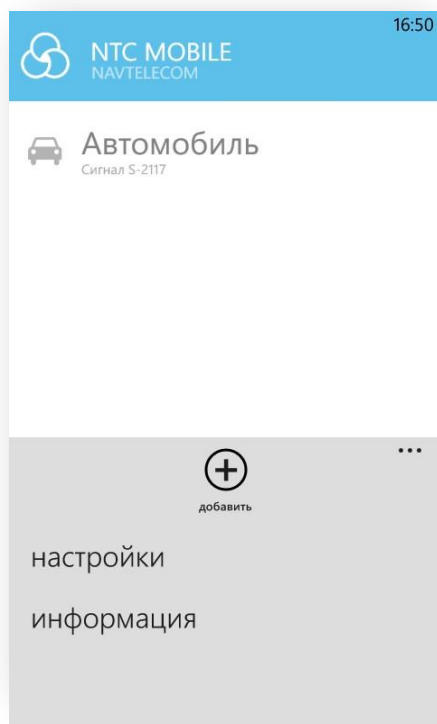 16:50
NTC MOBILE
NAVTELECOM
Автомобиль
Сигнал S-2117
добавить
настройки
информация